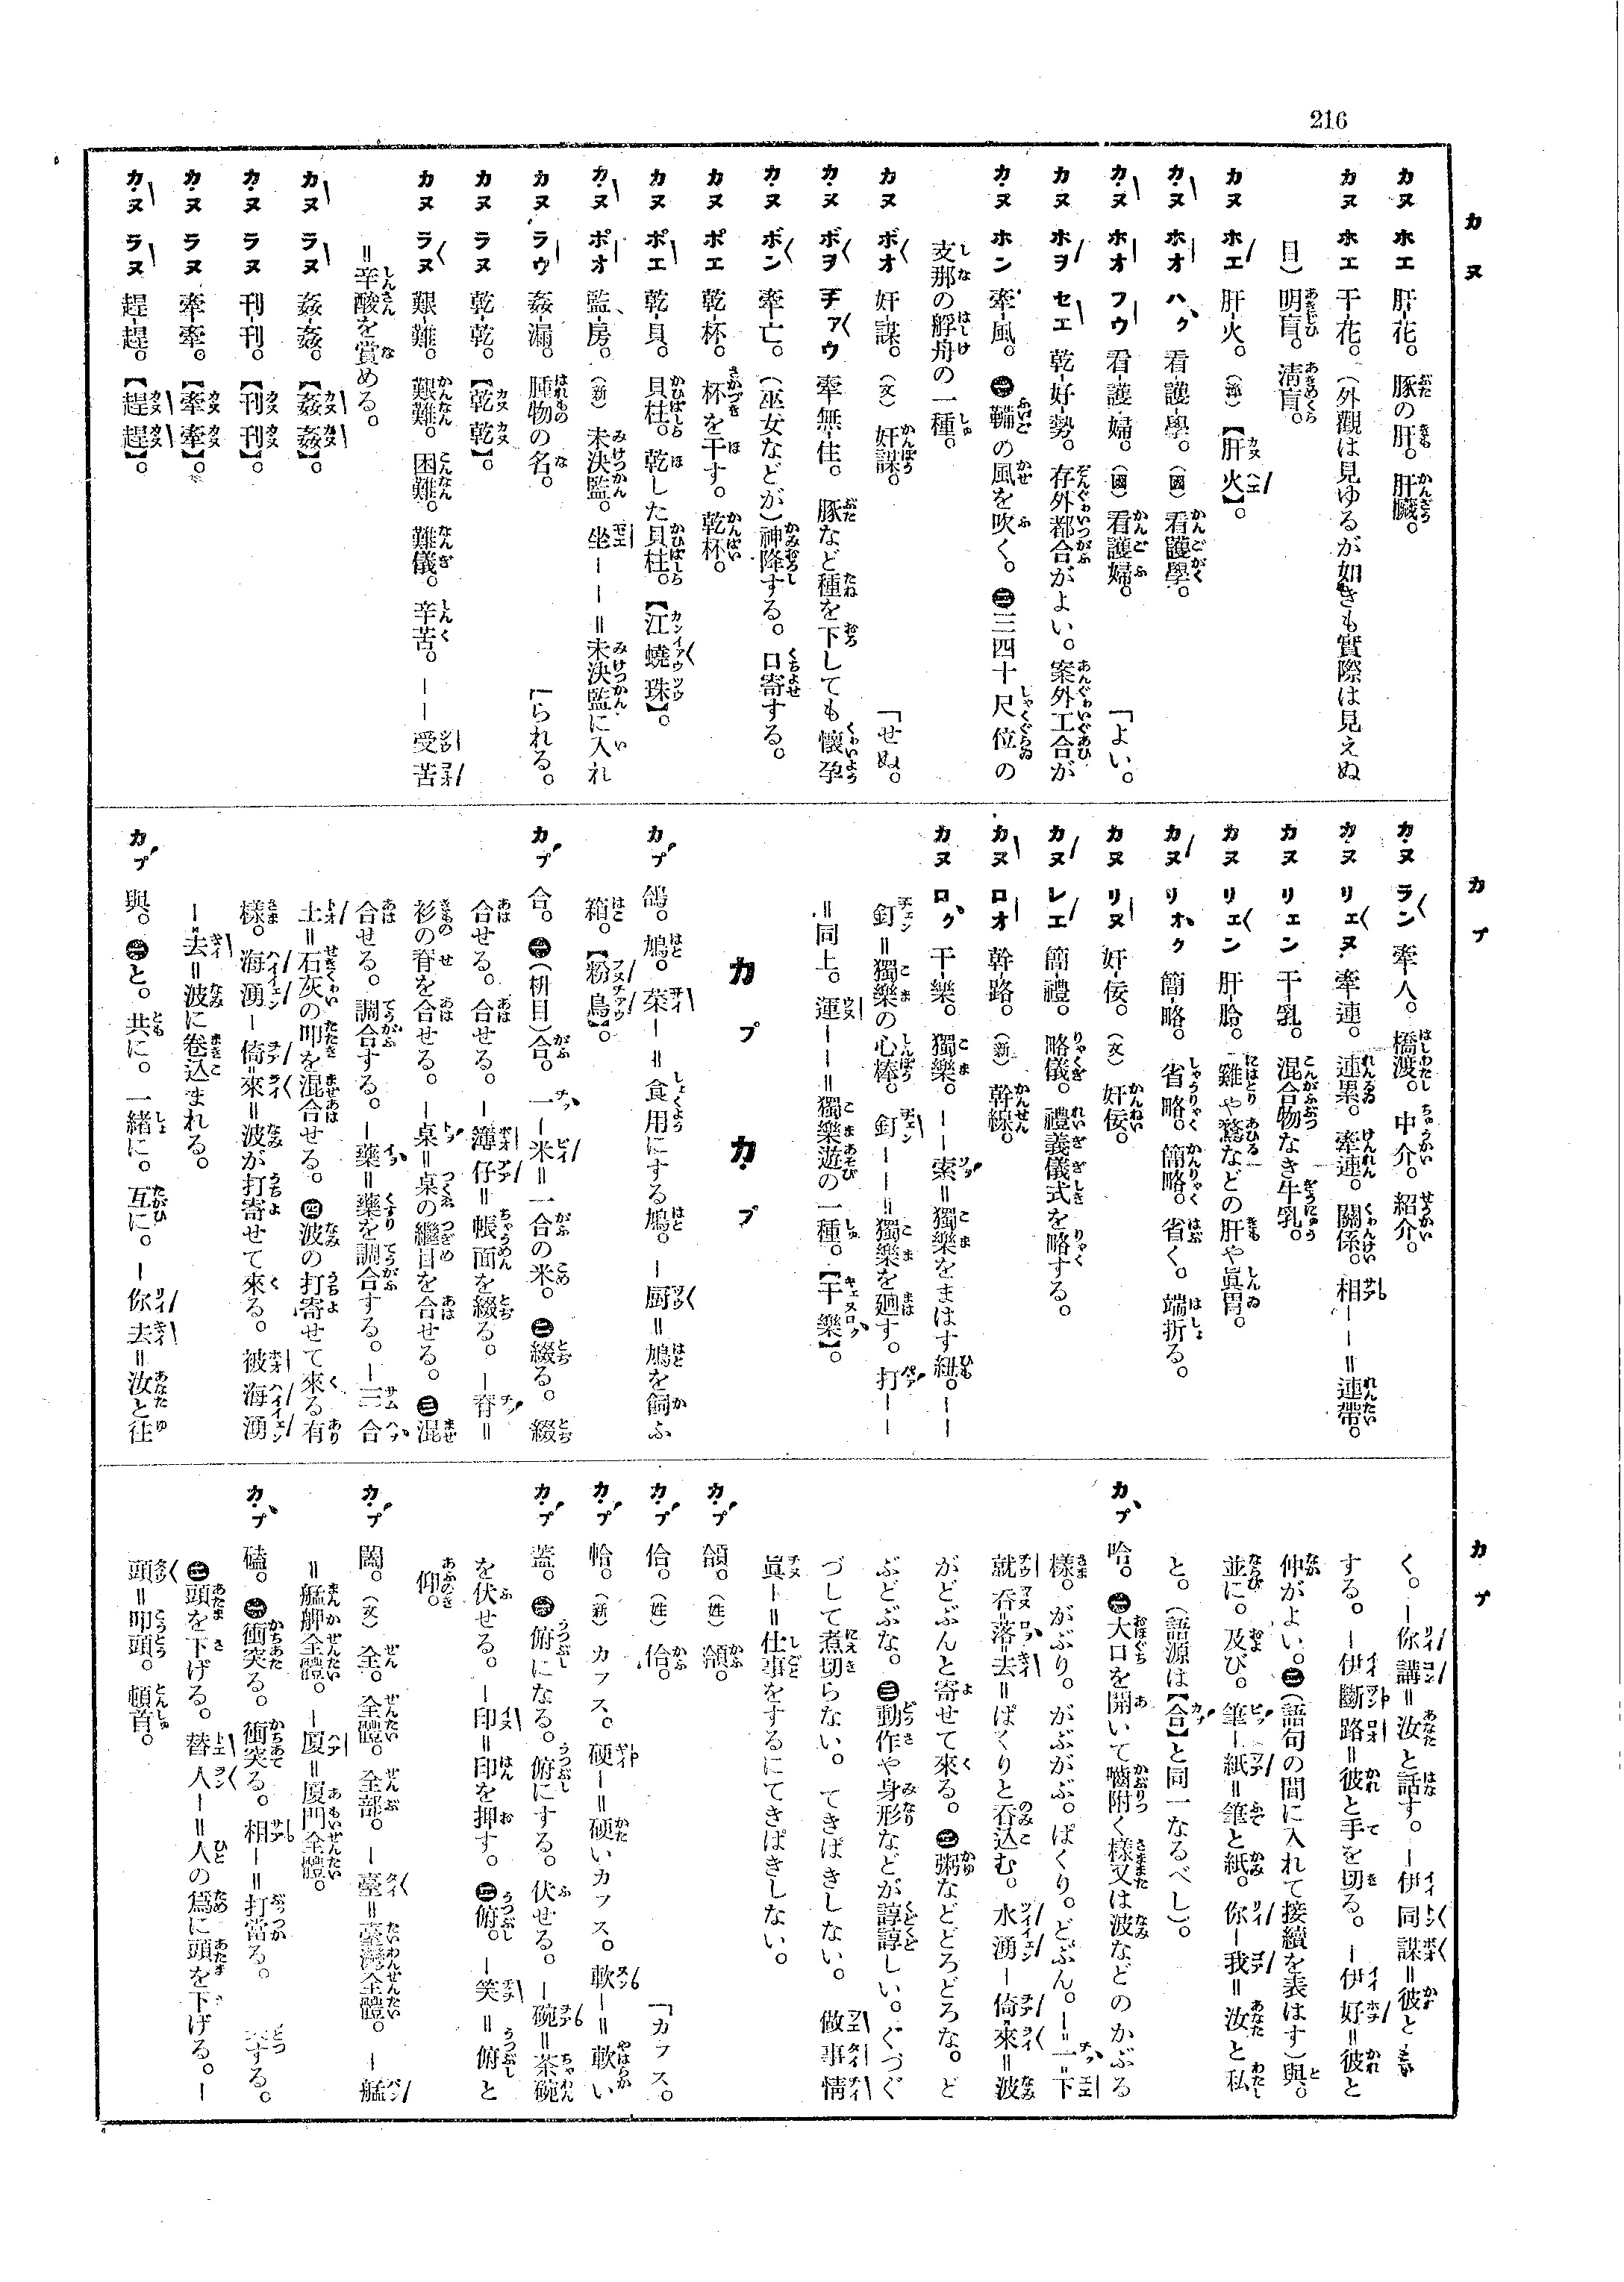 216
カヌ
カヌ ホエ 肝-花。 豚の肝。 肝臟。
カヌ ホエ 干-花。 (外觀は見ゆるが如きも實際は見えぬ
目) 明盲。 淸盲。
カヌ ホエ 肝-火。 【肝火】。
カヌ ホオ ハク 看-護-學。 (國) 看護學。
カヌ ホオ フウ 看-護-婦。 (國) 看護婦。 「よい。
カヌ ホヲ セエ 乾-好-勢。 存外都合がよい。 案外工合が
カヌ ホン 牽-風。 ㊀鞴の風を吹く。 ㊁三四十尺位の
支那の艀舟の一種。
カヌ ボオ 奸-謀。 (文) 奸謀。 「せぬ。
カヌ ボヲ チァウ 牽-無-住。 豚など種を下しても懷孕
カヌ ボン 牽-亡。 (巫女などが)神降する。 口寄する。
カヌ ポエ 乾-杯。 杯を干す。 乾杯。
カヌ ポエ 乾-貝。 貝柱。 乾した貝柱。 【江蟯珠】。
カヌ ポオ 監-房。 (新) 未決監。 坐――=未決監に入れ
カヌ ラウ 姦-漏。 腫物の名。 「られる。
カヌ ラヌ 乾-乾。 【乾乾】。
カヌ ラヌ 艱-難。 艱難。 困難。 難儀。 辛苦。 ――受苦
=辛酸を賞める。
カヌ ラヌ 姦-姦。 【姦姦】。
カヌ ラヌ 刊-刊。 【刊刊】。
カヌ ラヌ 牽-牽。 【牽牽】。
カヌ ラヌ 趕-趕。 【趕趕】。
カプ
カヌ ラン 牽-人。 橋渡。 中介。 紹介。
カヌ リェヌ 牽-連。 連累。 牽連。 關係。 相――=連帶。
カヌ リェン 干-乳。 混合物なき牛乳。
カヌ リェン 肝-脸。 雞や鶩などの肝や眞胃。
カヌ リオク 簡-略。 省略。 簡略。 省く。 端折る。
カヌ リヌ 奸-佞。 (文) 奸佞。
カヌ レエ 簡-禮。 略儀。 禮義儀式を略する。
カヌ ロオ 幹-路。 (新) 幹線。
カヌ ロク 干-樂。 獨樂。 ――索=獨樂をまはす紐。 ――
釘=獨樂の心棒。 釘――=獨樂を廻す。 打――
=同上。 運――=獨樂遊の一種。 【干樂】。
カプ カプ
カプ 鴿。 鳩。 菜―=食用にする鳩。 ―厨=鳩を飼ふ
箱。 【粉鳥】。
カプ 合。 ㊀(枡目)合。 一―米=一合の米。 ㊁綴る。 綴
合せる。 合せる。 ―簿仔=帳面を綴る。 ―脊=
衫の脊を合せる。 ―桌=桌の繼目を合せる。 ㊂混
合せる。 調合する。 ―藥=藥を調合する。 ―三合
土=石灰の叩を混合せる。 ㊃波の打寄せて來る有
樣。 海湧―倚=來=波が打寄せて來る。 被海湧
―去=波に卷込まれる。
カプ 與。 ㊀と。 共に。 一緒に。 互に。 ―你去=汝と往
カプ
く。 ―你講=汝と話す。 ―伊同謀=彼と
する。 ―伊斷路=彼と手を切る。 ―伊好=彼と
仲がよい。 ㊁(語句の間に入れて接續を表はす)與。
並に。 及び。 筆―紙=筆と紙。 你―我=汝と私
と。 (語源は【合】と同一なるべし)。
カプ 哈。 ㊀大口を開いて嚙附く樣又は波などのかぶる
樣。 がぶり。 がぶがぶ。 ぱくり。 どぶん。 ―=一=下
就吞=落=去=ぱくりと吞込む。 水湧―倚=來=波
がどぶんと寄せて來る。 ㊁粥などどろどろな。 ど
ぶどぶな。 ㊂動作や身形などが諄諄しい。 ぐづぐ
づして煮切らない。 てきぱきしない。 做事情
眞―=仕事をするにてきぱきしない。
カプ 頷。 (姓) 頷。
カプ 佮。 (姓) 佮。 「カフス。
カプ 帢。 (新) カフス。 硬―=硬いカフス。 軟―=軟い
カプ 蓋。 ㊀俯になる。 俯にする。 伏せる。 ―碗=茶碗
を伏せる。 ―印=印を押す。 ㊁俯。 ―笑=俯と
仰。
カプ 闔。 (文) 全。 全體。 全部。 ―臺=臺灣全體。 ―艦
=艦舺全體。 ―廈=廈門全體。
カプ 磕。 ㊀衝突る。 衝突る。 相―=打當る。 する。
㊁頭を下げる。 替人―=人の爲に頭を下げる。 ―
頭=叩頭。 頓首。